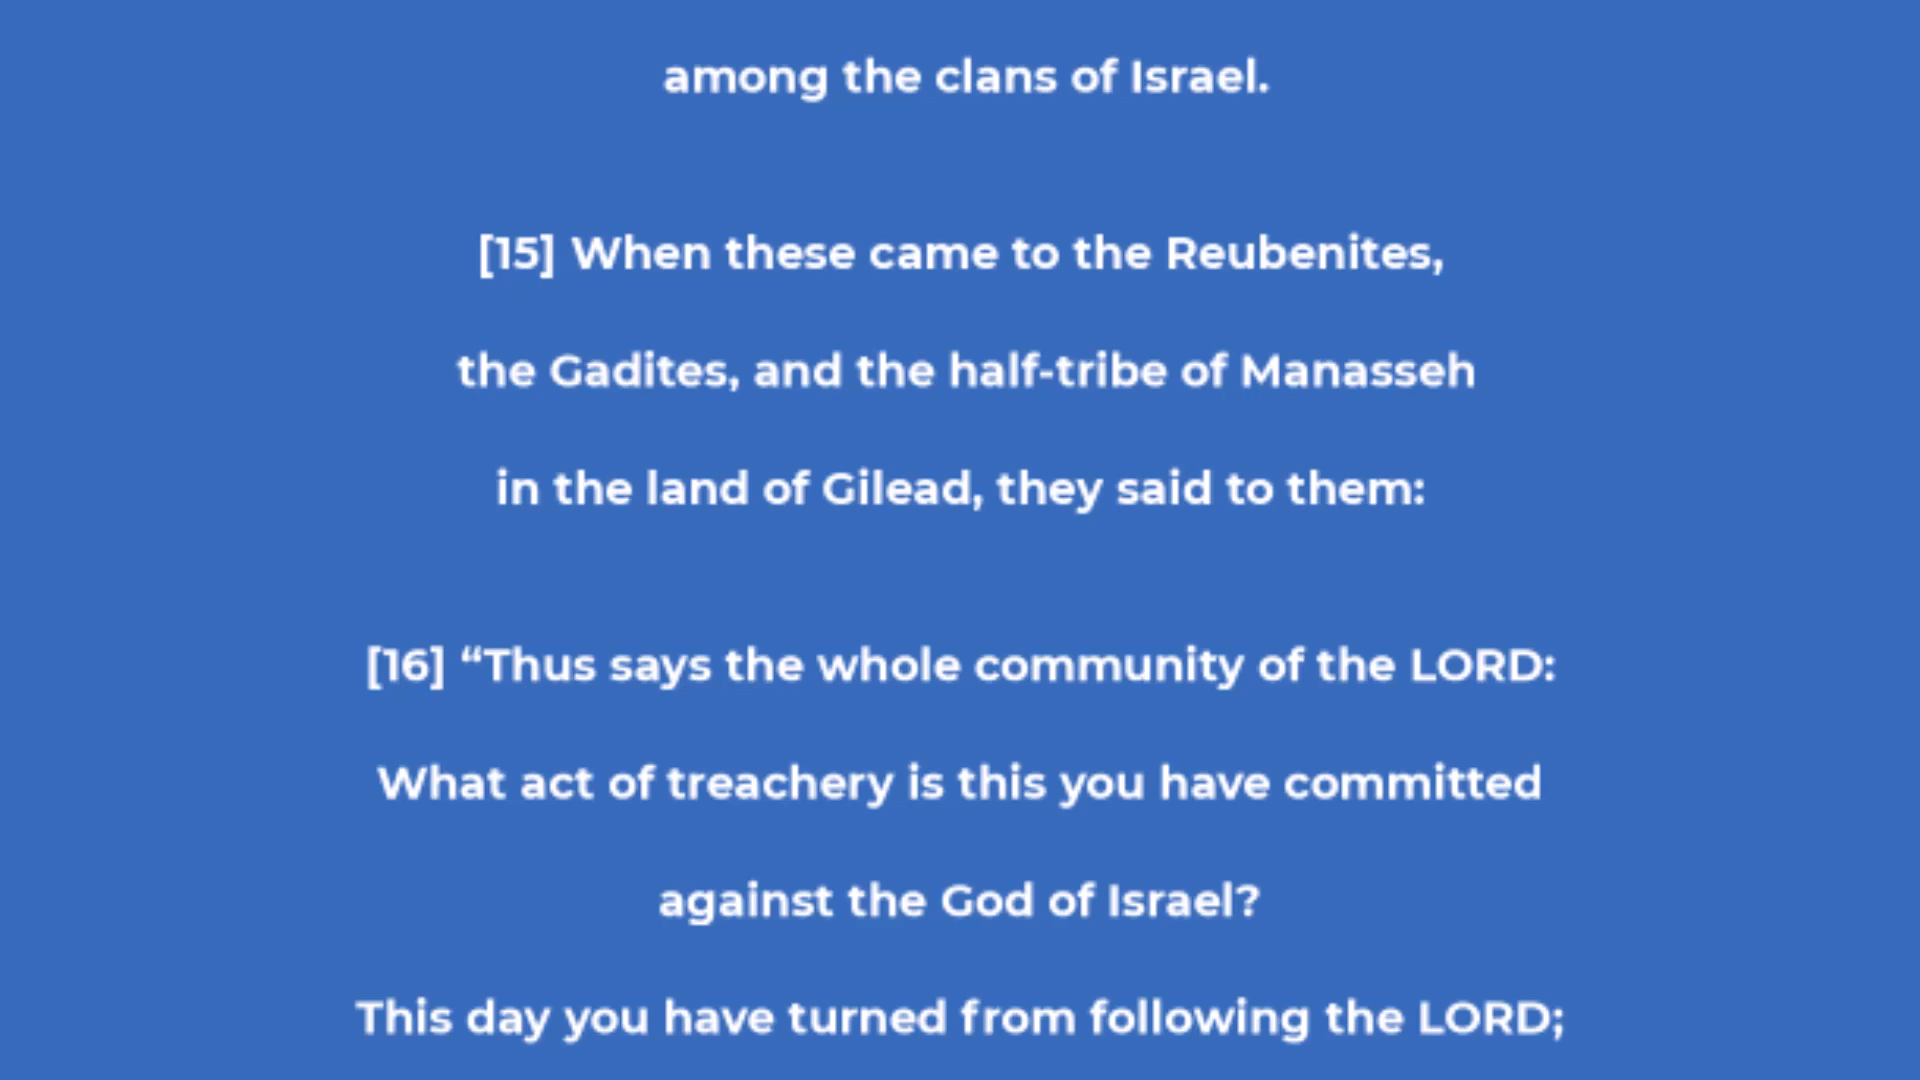 among the clans of Israel.
[15] When these came to the Reubenites,
the Gadites, and the half-tribe of Manasseh
in the land of Gilead, they said to them:
[16] “Thus says the whole community of the LORD:
What act of treachery is this you have committed
against the God of Israel?
This day you have turned from following the LORD;